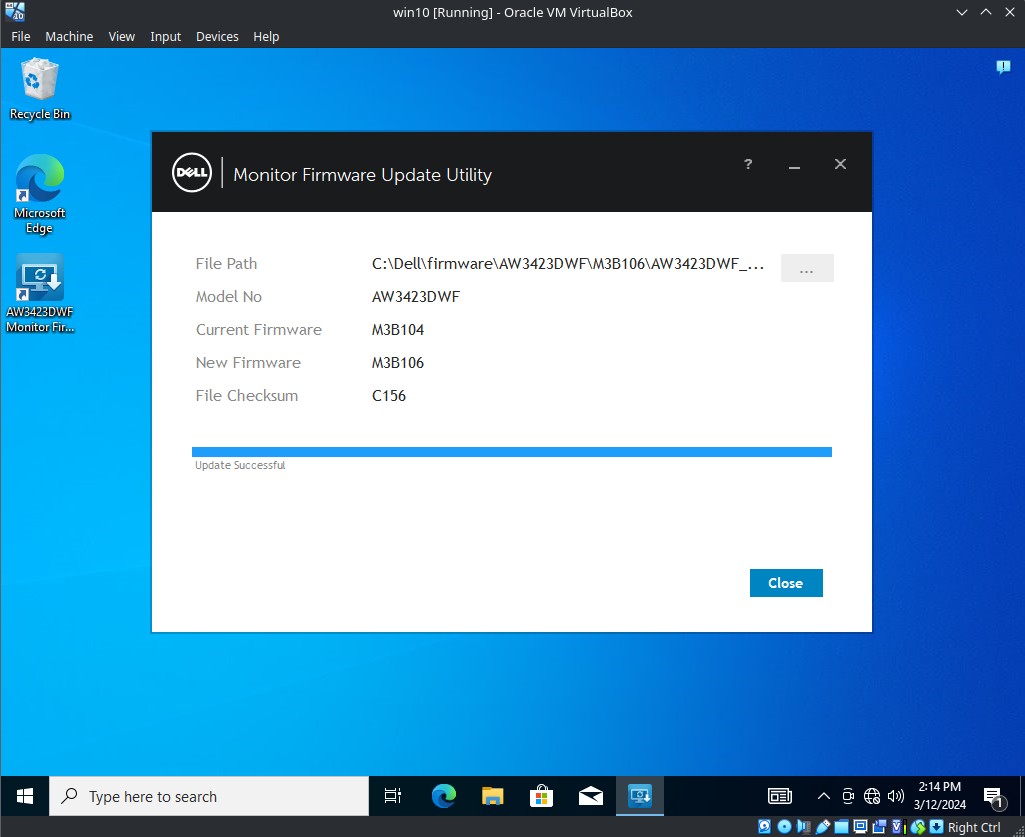 win10 [Running] - Oracle VM VirtualBox
File Machine View Input Devices Help
Recycle Bin
Microsoft
Edge
AW3423DWF
Monitor Fir...
DELL
Monitor Firmware Update Utility
?
File Path C:\Dell\firmware\AW3423DWF\M3B106\AW3423DWF_... ...
Model No AW3423DWF
Current Firmware M3B104
New Firmware M3B106
File Checksum C156
Update Successful
Close
Type here to search
2:14 PM
3/12/2024
1
Right Ctrl